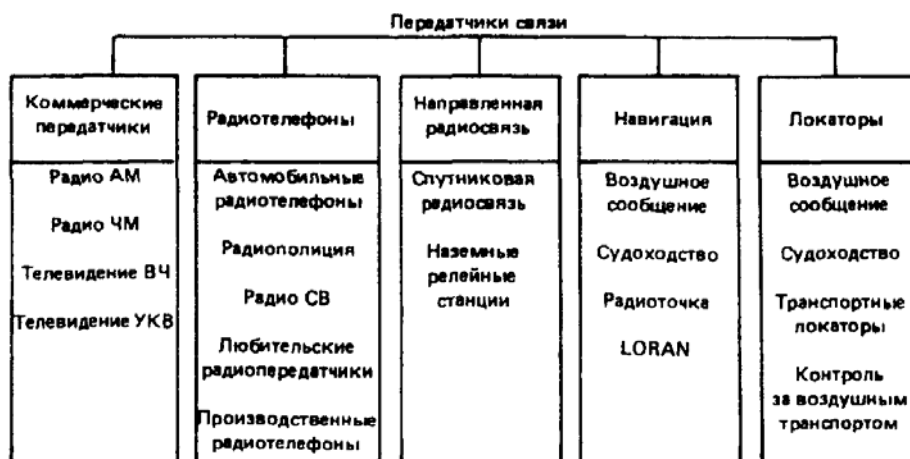 Передатчики связи
Коммерческие
передатчики
Радио АМ
Радио ЧМ
Телевидение ВЧ
Телевидение УКВ
Радиотелефоны
Автомобильные
радиотелефоны
Радиополиция
Радио СВ
Любительские
радиопередатчики
Производственные
радиотелефоны
Направленная
радиосвязь
Спутниковая
радиосвязь
Наземные
релейные
станции
Навигация
Воздушное
сообщение
Судоходство
Радиоточка
LORAN
Локаторы
Воздушное
сообщение
Судоходство
Транспортные
локаторы
Контроль
за воздушным
транспортом